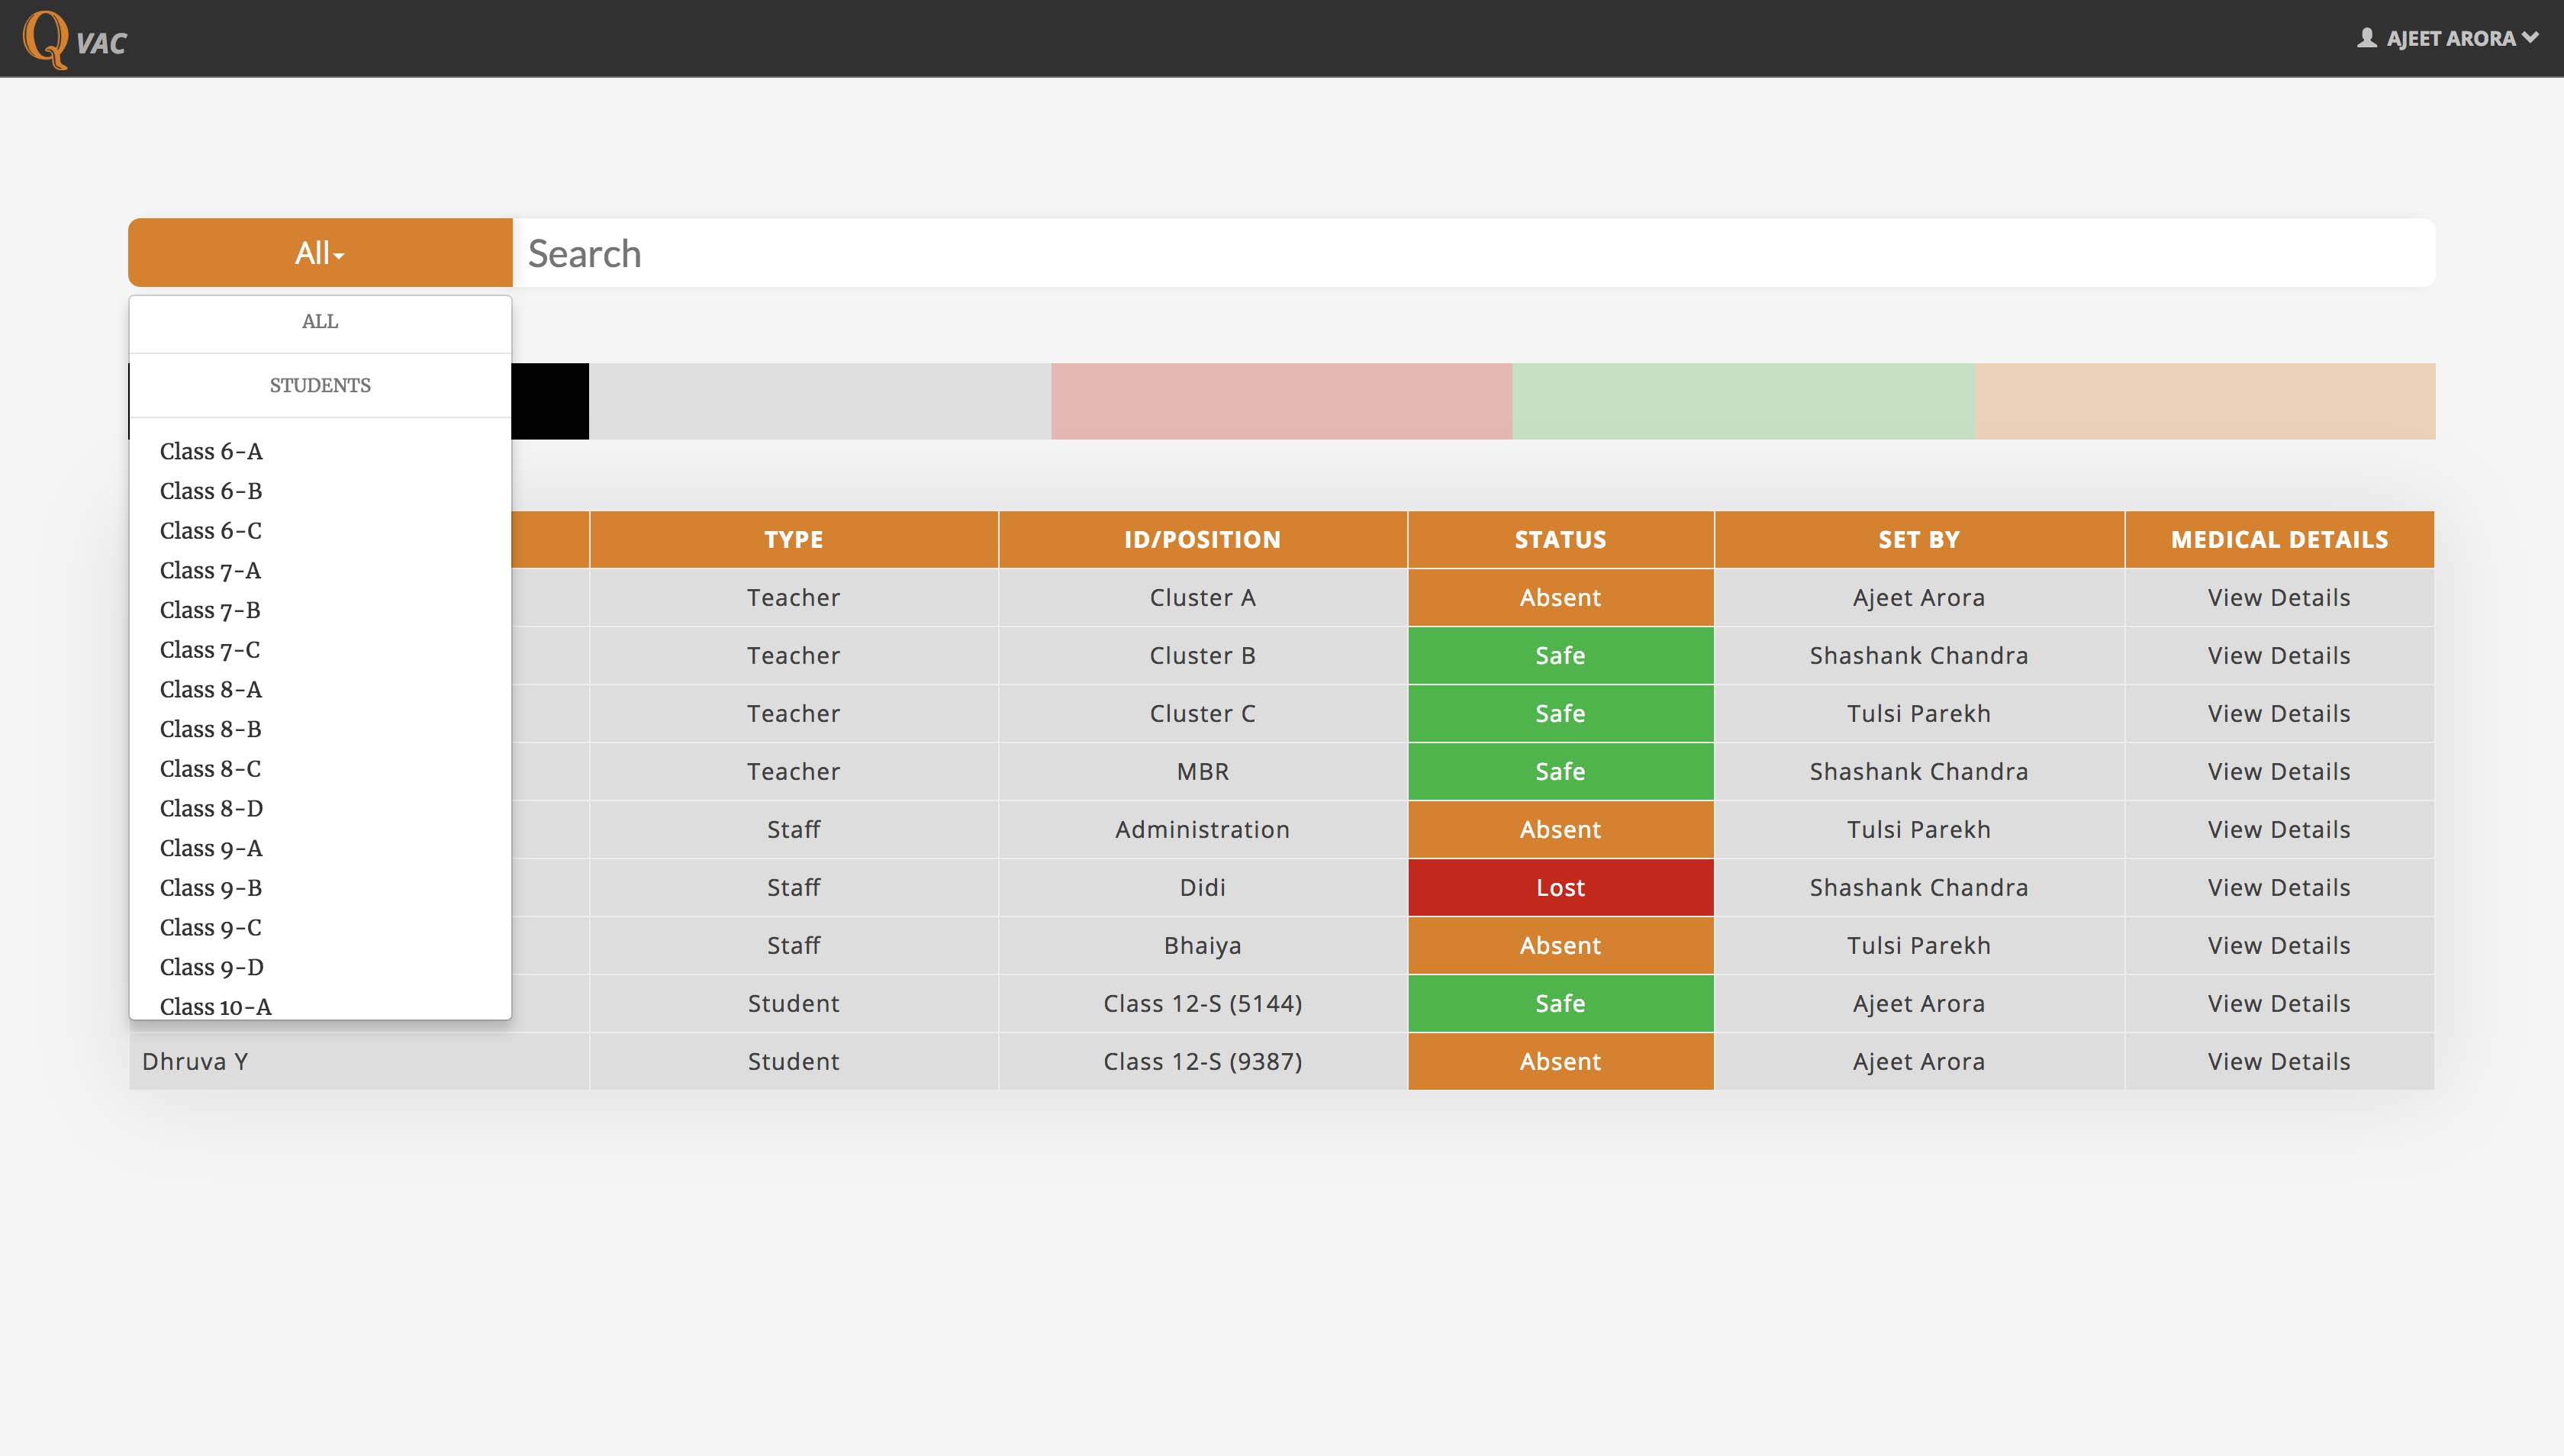 Q VAC
AJEET ARORA
All
Search
ALL
STUDENTS
Class 6-A
Class 6-B
Class 6-C
Class 7-A
Class 7-B
Class 7-C
Class 8-A
Class 8-B
Class 8-C
Class 8-D
Class 9-A
Class 9-B
Class 9-C
Class 9-D
Class 10-A
TYPE ID/POSITION STATUS SET BY MEDICAL DETAILS
Teacher Cluster A Absent Ajeet Arora View Details
Teacher Cluster B Safe Shashank Chandra View Details
Teacher Cluster C Safe Tulsi Parekh View Details
Teacher MBR Safe Shashank Chandra View Details
Staff Administration Absent Tulsi Parekh View Details
Staff Didi Lost Shashank Chandra View Details
Staff Bhaiya Absent Tulsi Parekh View Details
Student Class 12-S (5144) Safe Ajeet Arora View Details
Dhruva Y Student Class 12-S (9387) Absent Ajeet Arora View Details